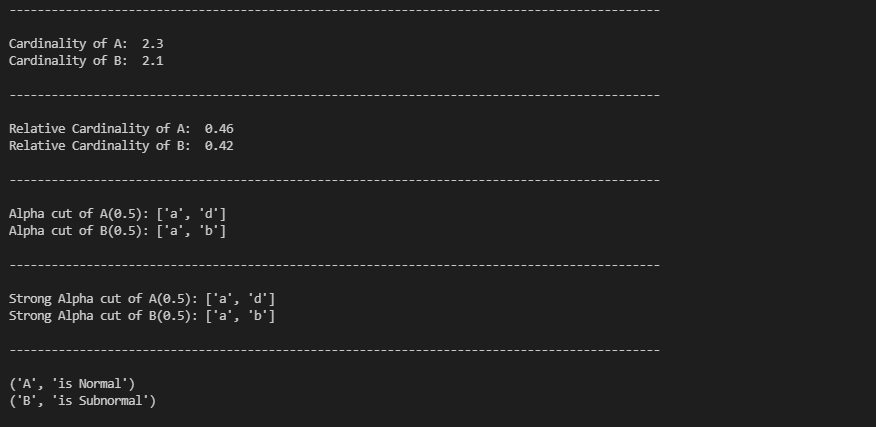 ---------------------------------------------------------------------------------------------
Cardinality of A:  2.3
Cardinality of B:  2.1
---------------------------------------------------------------------------------------------
Relative Cardinality of A:  0.46
Relative Cardinality of B:  0.42
---------------------------------------------------------------------------------------------
Alpha cut of A(0.5): ['a', 'd']
Alpha cut of B(0.5): ['a', 'b']
---------------------------------------------------------------------------------------------
Strong Alpha cut of A(0.5): ['a', 'd']
Strong Alpha cut of B(0.5): ['a', 'b']
---------------------------------------------------------------------------------------------
('A', 'is Normal')
('B', 'is Subnormal')